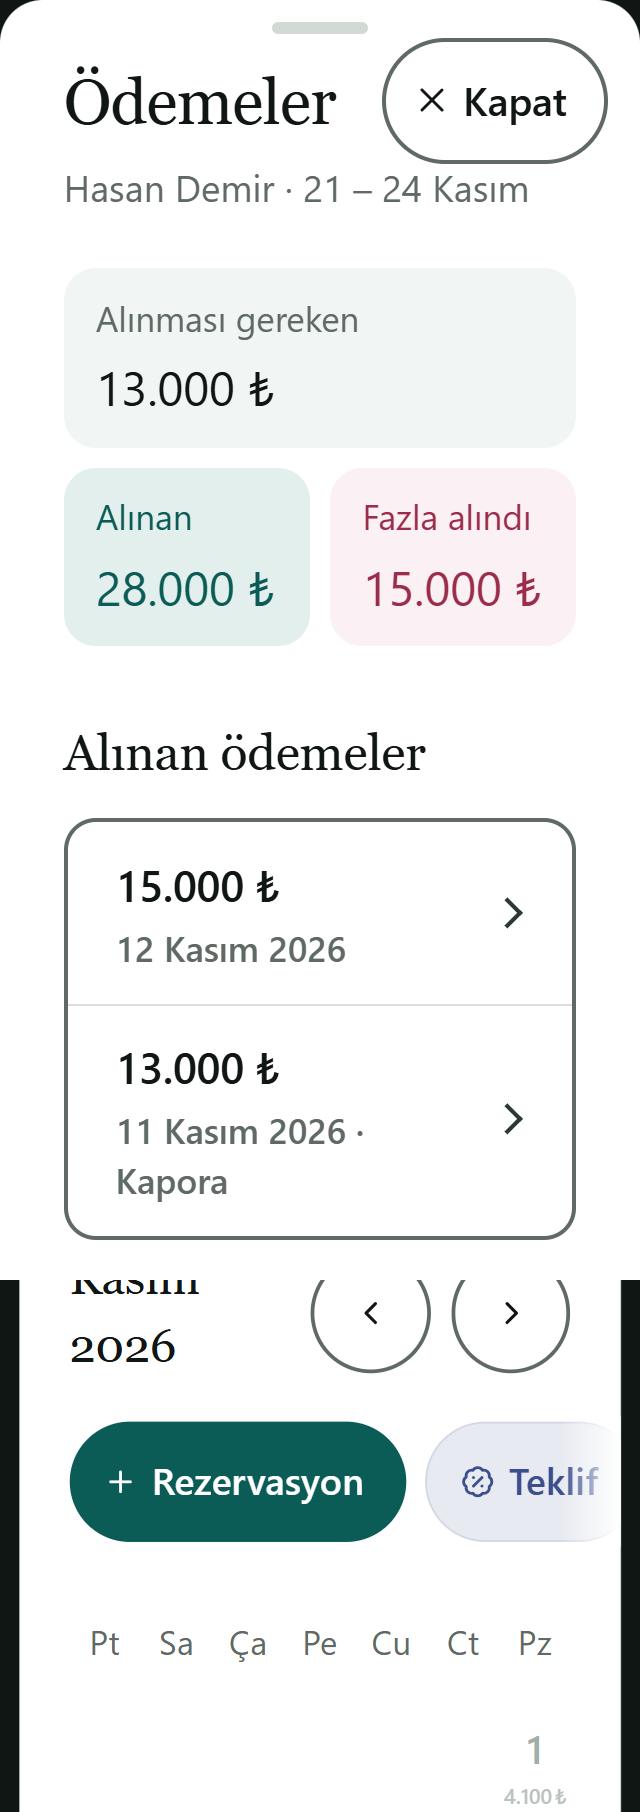 Ödemeler
Kapat
Hasan Demir · 21 – 24 Kasım
Alınması gereken
13.000 ₺
Alınan
28.000 ₺
Fazla alındı
15.000 ₺
Alınan ödemeler
15.000 ₺
12 Kasım 2026
13.000 ₺
11 Kasım 2026 ·
Kapora
Kasım
2026
+ Rezervasyon
Teklif
Pt Sa Ça Pe Cu Ct Pz
1
4.100 ₺